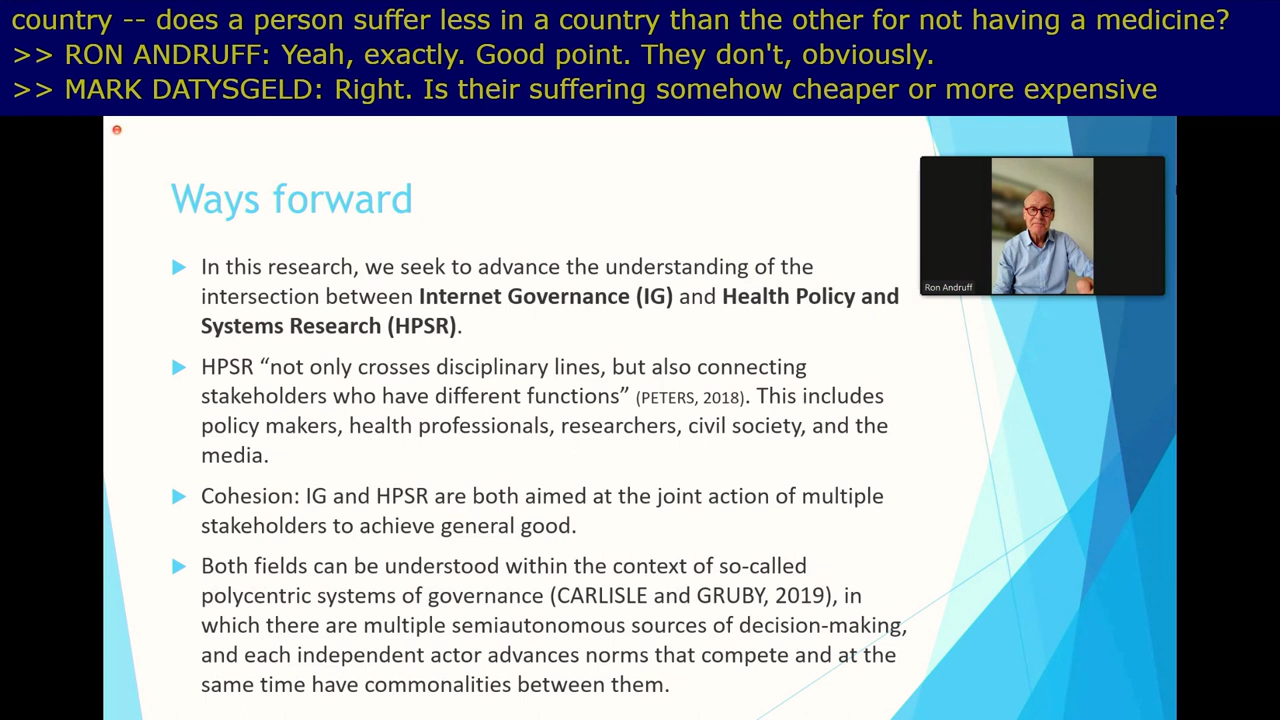 country -- does a person suffer less in a country than the other for not having a medicine?
>> RON ANDRUFF: Yeah, exactly. Good point. They don't, obviously.
>> MARK DATYSGELD: Right. Is their suffering somehow cheaper or more expensive
Ways forward
In this research, we seek to advance the understanding of the
intersection between Internet Governance (IG) and Health Policy and
Systems Research (HPSR).
HPSR “not only crosses disciplinary lines, but also connecting
stakeholders who have different functions” (PETERS, 2018). This includes
policy makers, health professionals, researchers, civil society, and the
media.
Cohesion: IG and HPSR are both aimed at the joint action of multiple
stakeholders to achieve general good.
Both fields can be understood within the context of so-called
polycentric systems of governance (CARLISLE and GRUBY, 2019), in
which there are multiple semiautonomous sources of decision-making,
and each independent actor advances norms that compete and at the
same time have commonalities between them.
Ron Andruff